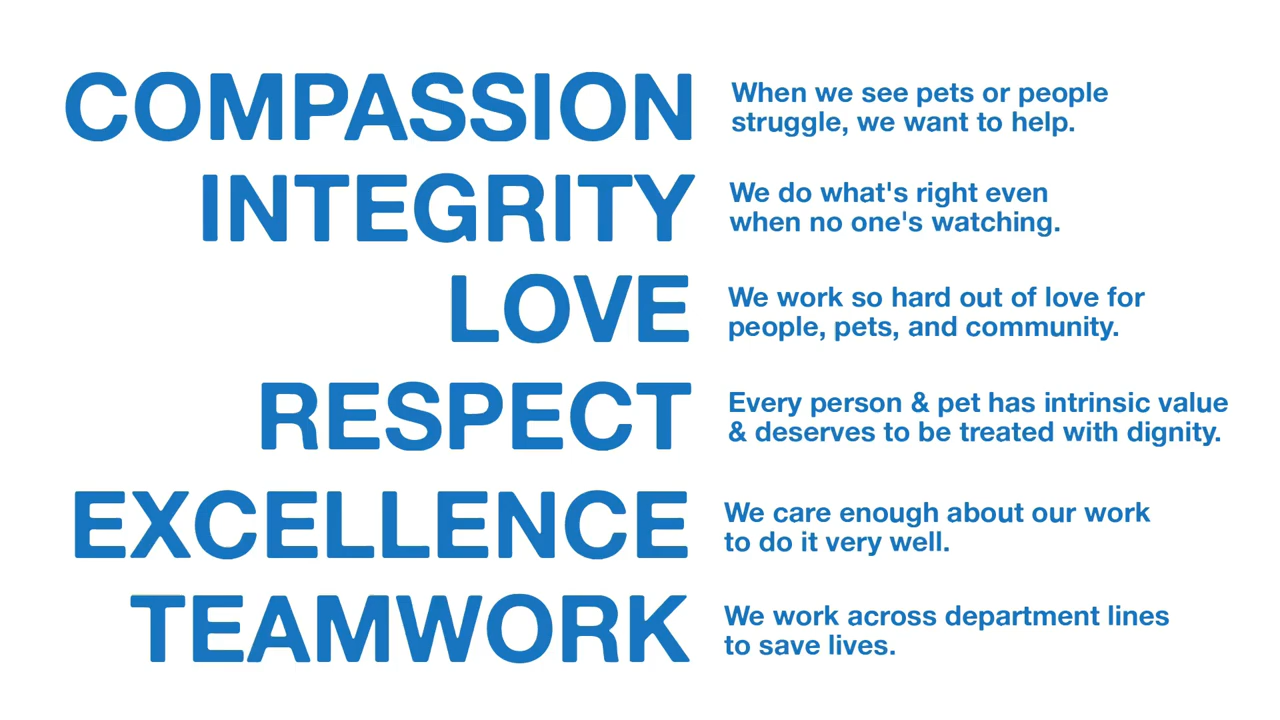 COMPASSION
When we see pets or people
struggle, we want to help.
INTEGRITY
We do what's right even
when no one's watching.
LOVE
We work so hard out of love for
people, pets, and community.
RESPECT
Every person & pet has intrinsic value
& deserves to be treated with dignity.
EXCELLENCE
We care enough about our work
to do it very well.
TEAMWORK
We work across department lines
to save lives.